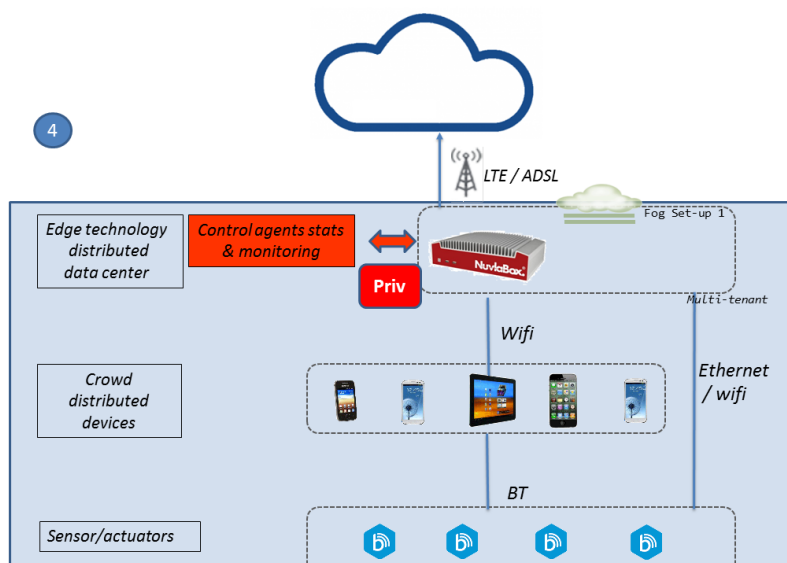 4
LTE / ADSL
Fog Set-up 1
Edge technology
distributed
data center
Control agents stats
& monitoring
NuvlaBox
Priv
Multi-tenant
Wifi
Ethernet
/ wifi
Crowd
distributed
devices
BT
Sensor/actuators
b
b
b
b